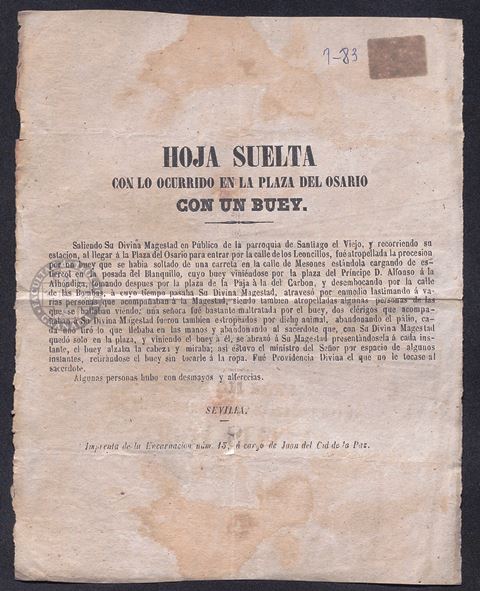 7-83
HOJA SUELTA
CON LO OCURRIDO EN LA PLAZA DEL OSARIO
CON UN BUEY.
Saliendo Su Divina Magestad en Público de la parroquia de Santiago el Viejo, y recorriendo su
estacion, al llegar á la Plaza del Osario para entrar por la calle de los Leoncillos, fué atropellada la procesion
por un buey que se habia soltado de una carreta en la calle de Mesones estándola cargando de es-
tiercol en la posada del Blanquillo, cuyo buey viniéndose por la plaza del Príncipe D. Alfonso á la
Alhóndiga, tomando despues por la plaza de la Paja á la del Carbon, y desembocando por la calle
de las Bombas, á cuyo tiempo pasaba Su Divina Magestad, atravesó por enmedio lastimando á va-
rias personas que acompañaban á la Magestad, siendo tambien atropelladas algunas personas de las
que se hallaban viendo, una señora fué bastante maltratada por el buey, dos clérigos que acompa-
ñaban á Su Divina Magestad fueron tambien estropeados por dicho animal, abandonando el pálio, ca-
da uno tiró lo que llebaba en las manos y abandonando al sacerdote que, con Su Divina Magestad
quedó solo en la plaza, y viniendo el buey á él, se abrazó á Su Magestad presentándosela á cada ins-
tante, el buey alzaba la cabeza y miraba; asi estuvo el ministro del Señor por espacio de algunos
instantes, retirándose el buey sin tocarle á la ropa. Fué Providencia Divina el que no le tocase al
sacerdote.
Algunas personas hubo con desmayos y alferecias.
SEVILLA.
Imprenta de la Encarnacion núm. 15, á cargo de Juan del Cid de la Paz.